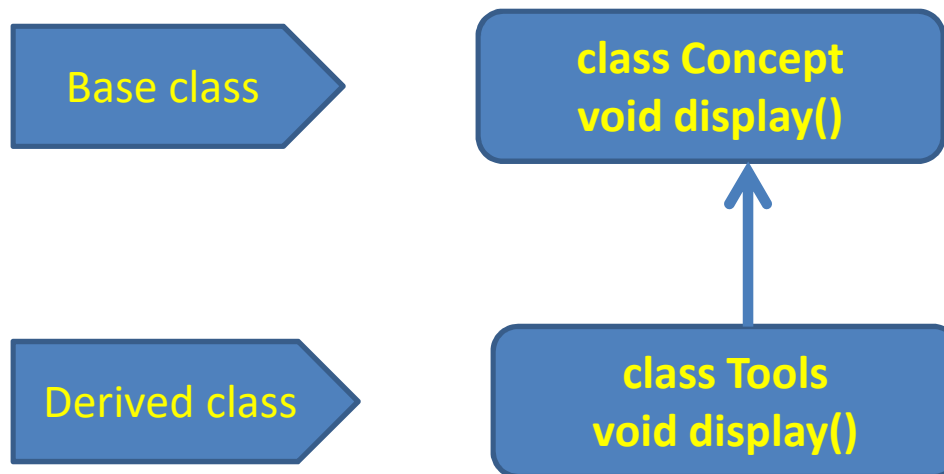 Base class
class Concept
void display()
Derived class
class Tools
void display()